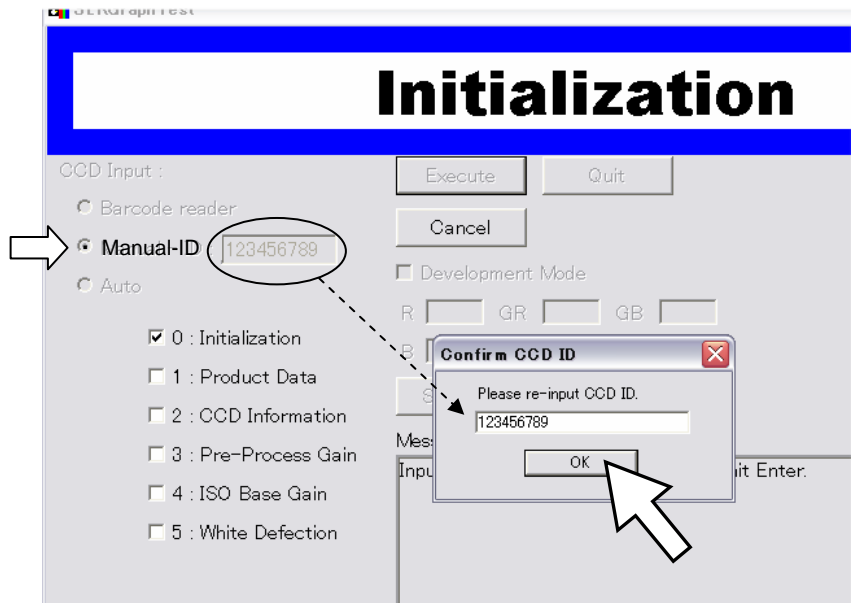 Initialization
CCD Input :
Execute
Quit
Barcode reader
Cancel
Manual-ID
123456789
Development Mode
Auto
R
GR
GB
0 : Initialization
B
Confirm CCD ID
1 : Product Data
Please re-input CCD ID.
2 : CCD Information
123456789
3 : Pre-Process Gain
OK
4 : ISO Base Gain
5 : White Defection
Enter.